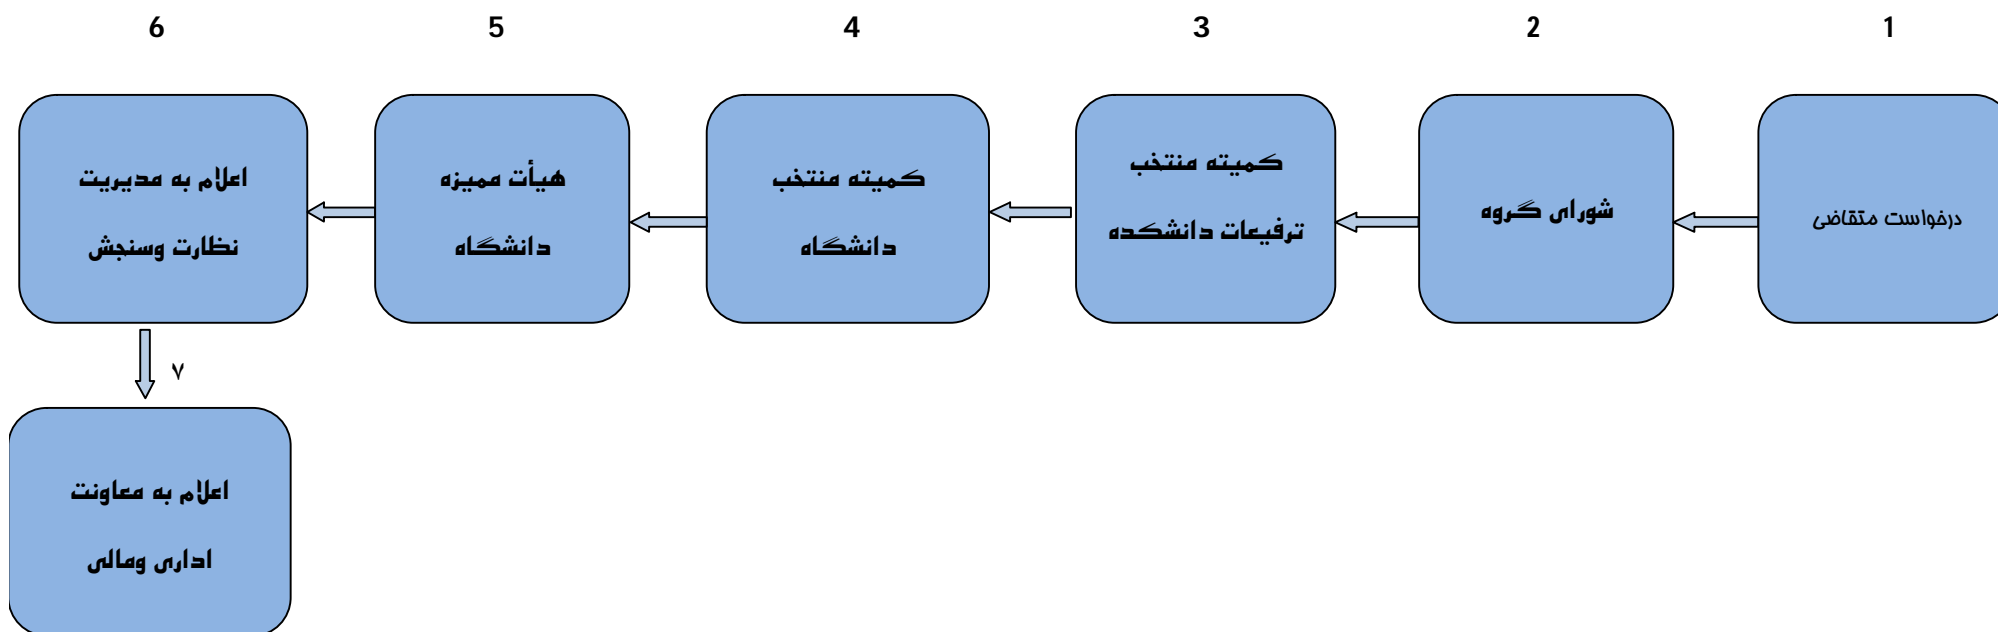 1
2
3
4
5
6
درخواست متقاضی
شورای گروه
کمیته منتخب
ترفیعات دانشکده
کمیته منتخب
دانشگاه
هیأت ممیزه
دانشگاه
اعلام به مدیریت
نظارت وسنجش
۷
اعلام به معاونت
اداری ومالی